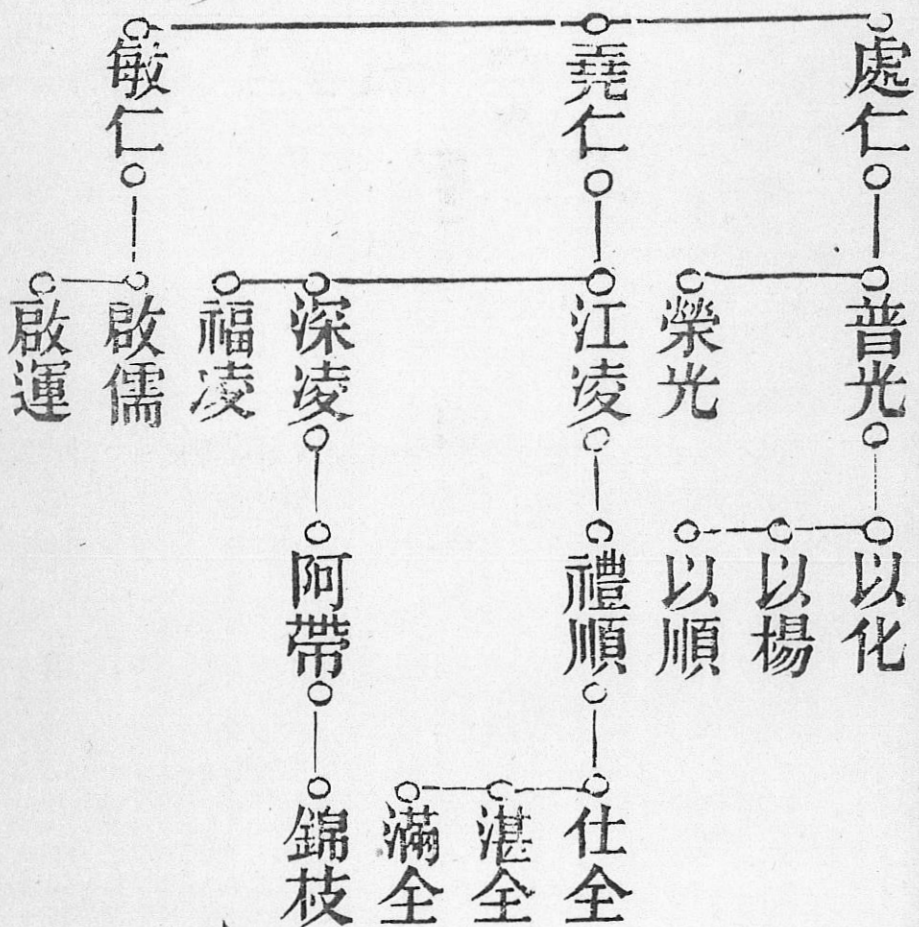 處仁
堯仁
敏仁
普光
榮光
江凌
深凌
福凌
啟儒
啟運
以化
以楊
以順
禮順
阿帶
仕全
湛全
滿全
錦枝